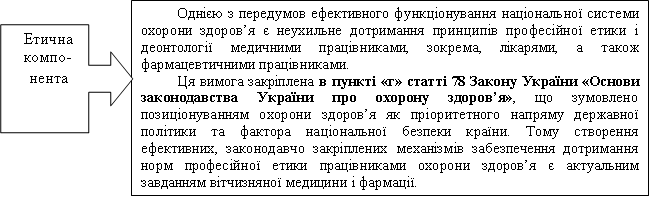 Етична
компо-
нента
Однією з передумов ефективного функціонування національної системи
охорони здоров’я є неухильне дотримання принципів професійної етики і
деонтології медичними працівниками, зокрема, лікарями, а також
фармацевтичними працівниками.
Ця вимога закріплена в пункті «г» статті 78 Закону України «Основи
законодавства України про охорону здоров’я», що зумовлено
позиціонуванням охорони здоров’я як пріоритетного напряму державної
політики та фактора національної безпеки країни. Тому створення
ефективних, законодавчо закріплених механізмів забезпечення дотримання
норм професійної етики працівниками охорони здоров’я є актуальним
завданням вітчизняної медицини і фармації.